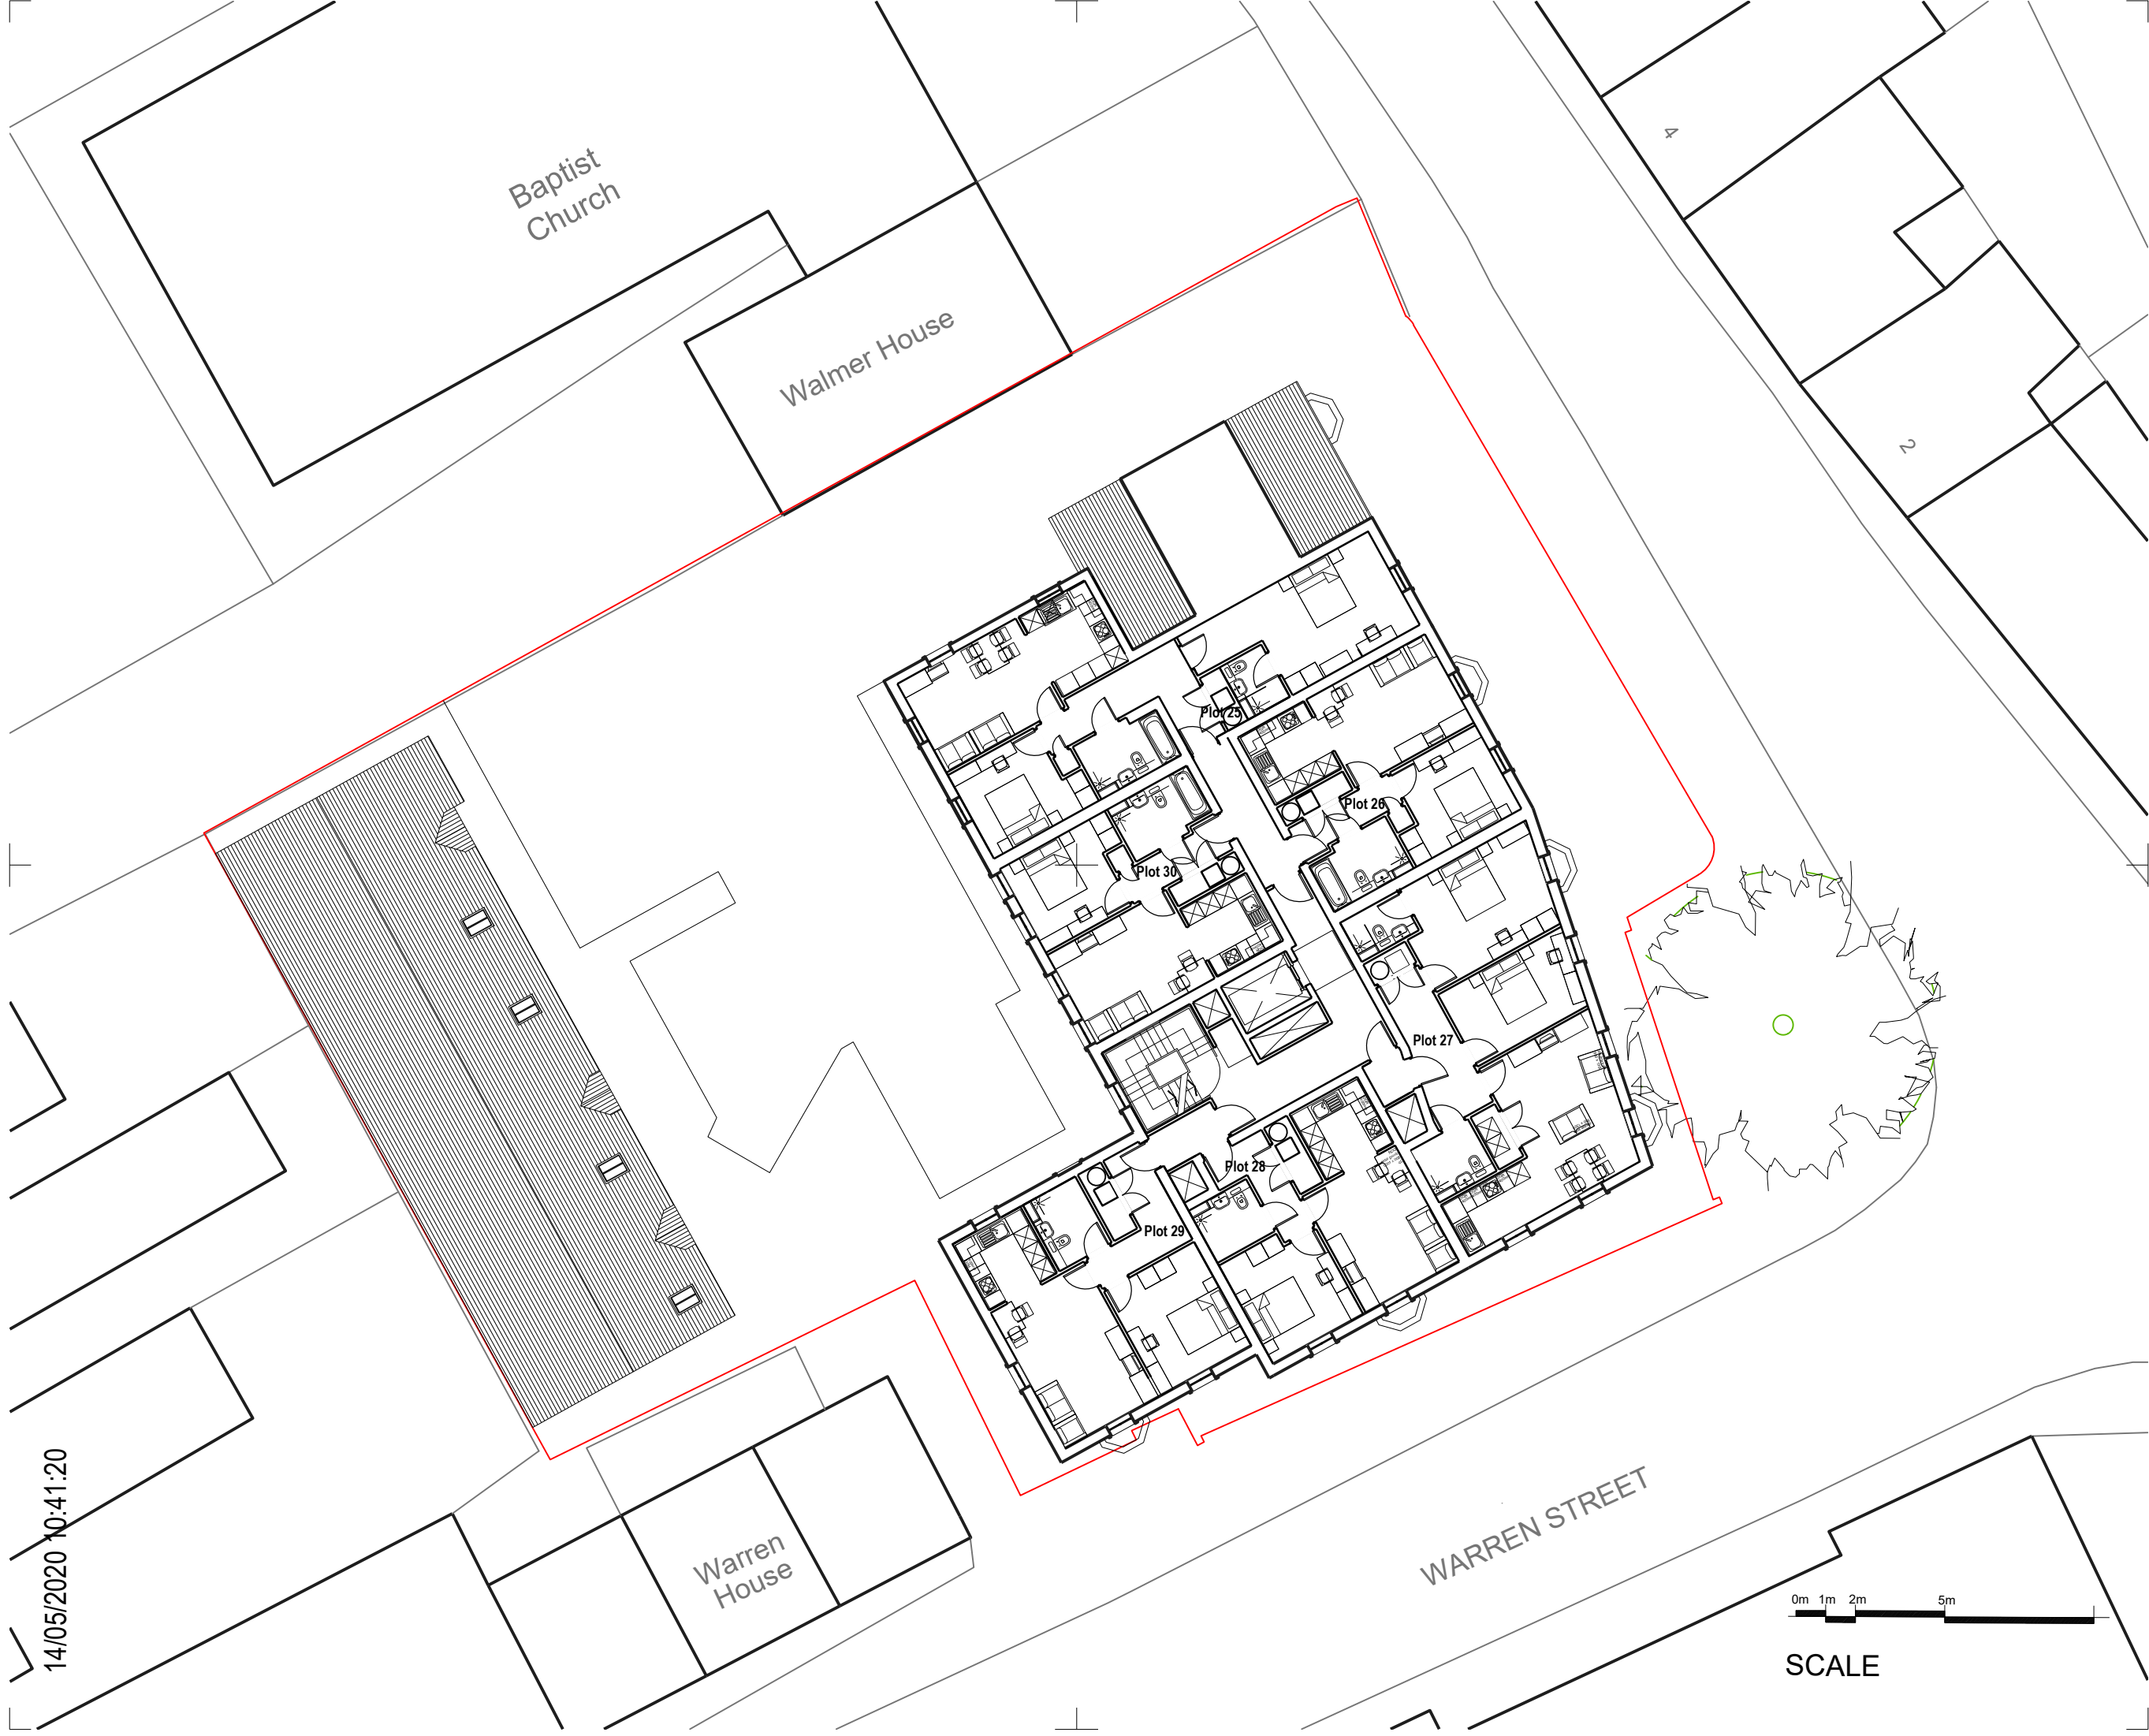 Baptist
Church
4
Walmer House
2
Plot 25
Plot 26
Plot 30
Plot 27
Plot 28
Plot 29
WARREN STREET
Warren
House
14/05/2020 10:41:20
0m 1m 2m 5m
SCALE